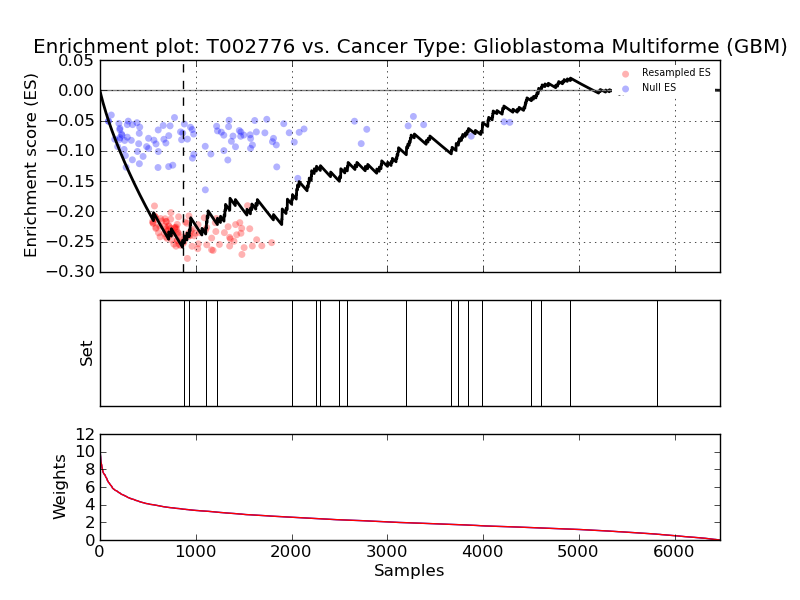 Enrichment plot: T002776 vs. Cancer Type: Glioblastoma Multiforme (GBM)
Enrichment score (ES)
0.05
0.00
−0.05
−0.10
−0.15
−0.20
−0.25
−0.30
Resampled ES
Null ES
Set
Weights
12
10
8
6
4
2
0
0 1000 2000 3000 4000 5000 6000
Samples